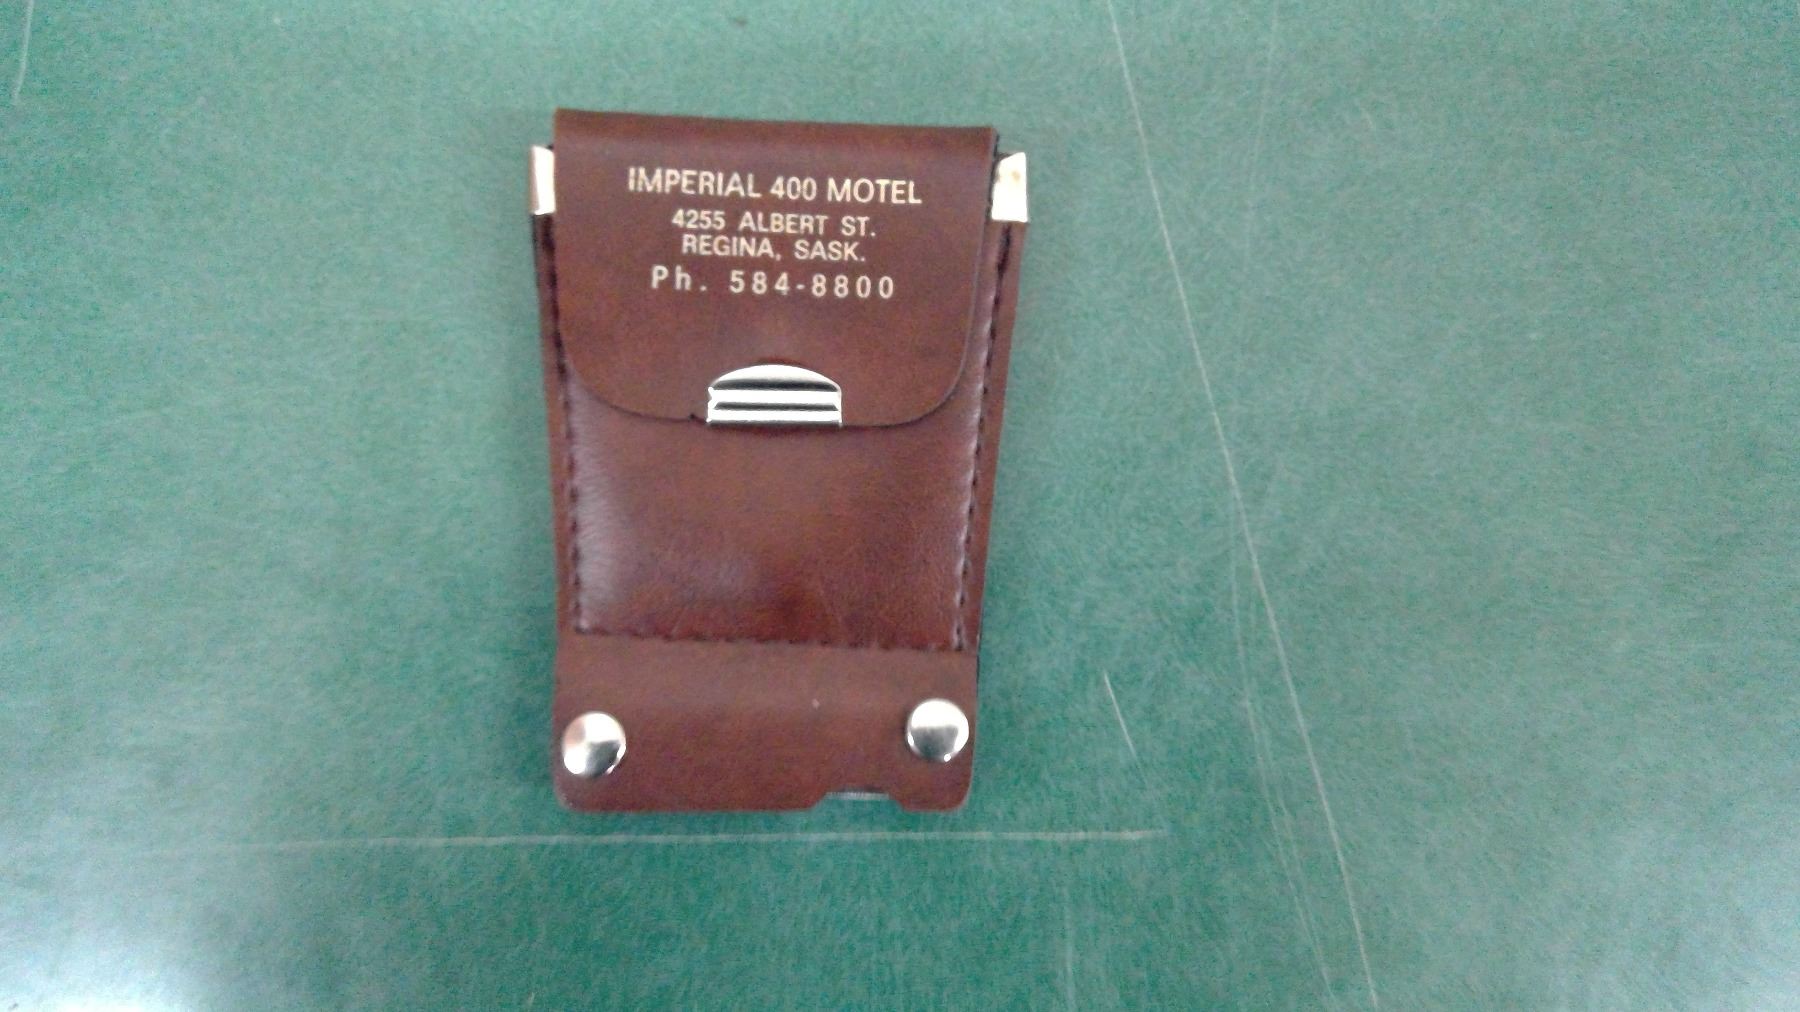 IMPERIAL 400 MOTEL
4255 ALBERT ST.
REGINA, SASK.
Ph. 584-8800